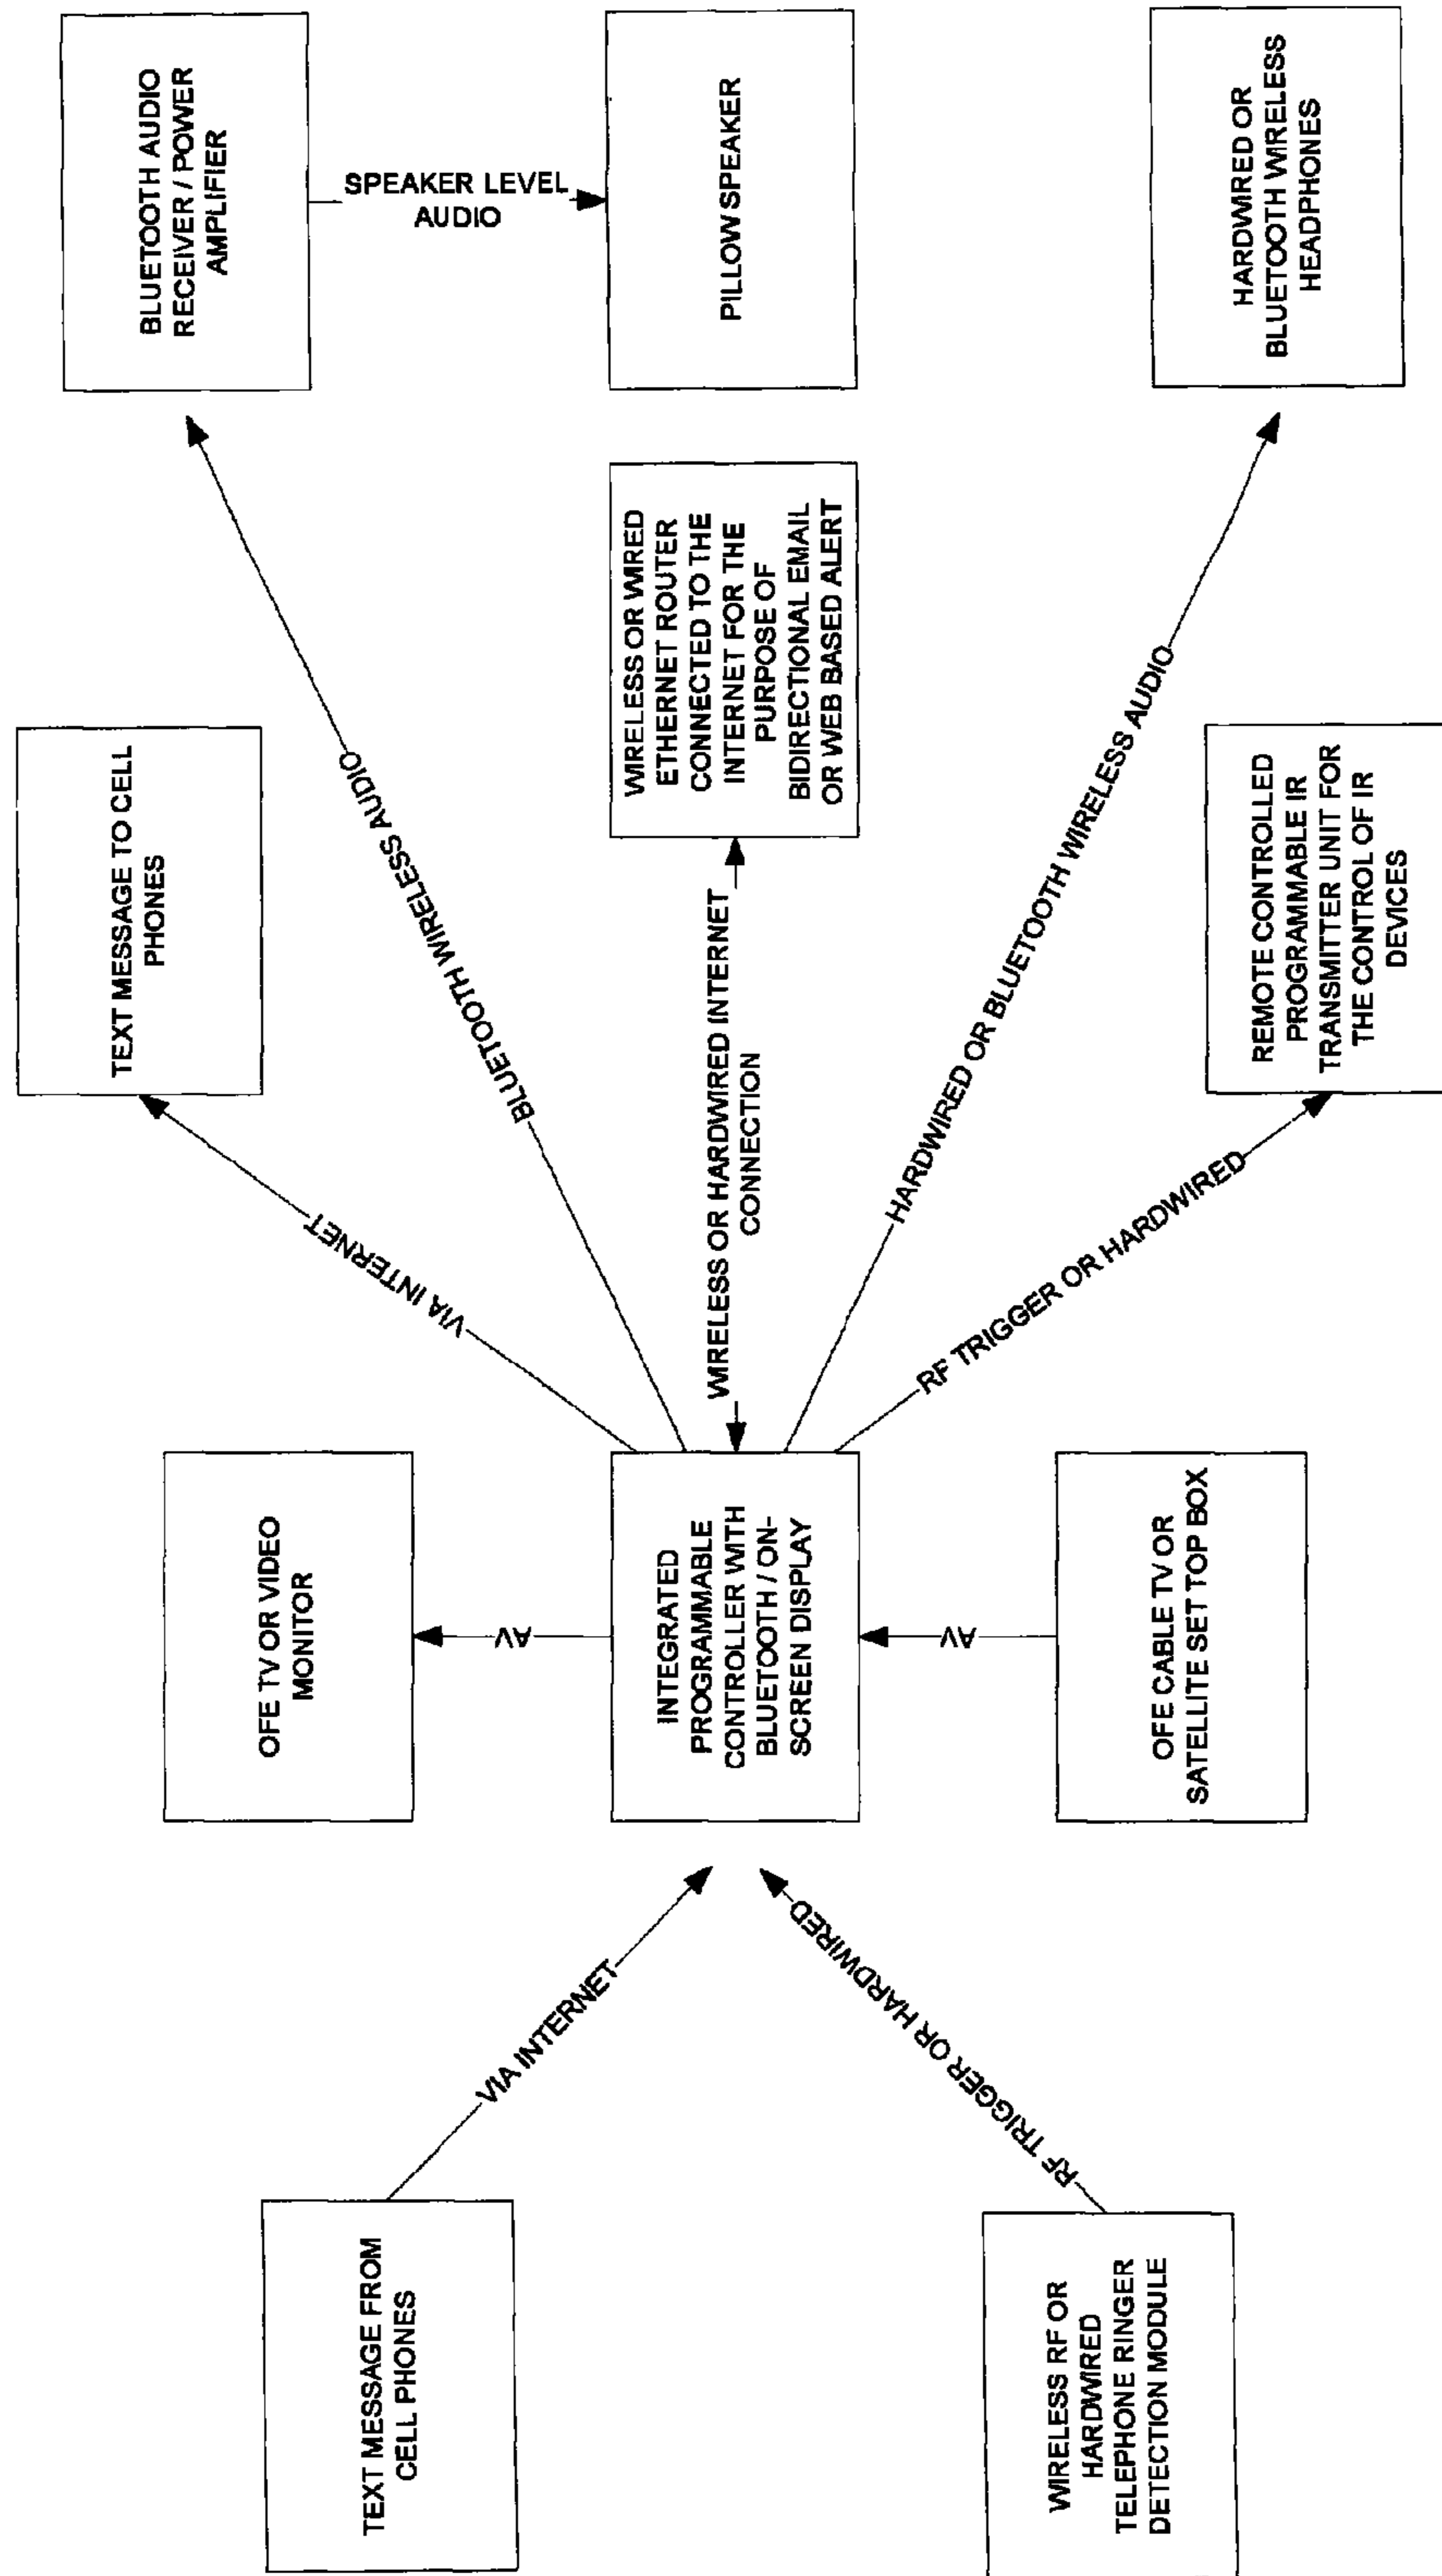 BLUETOOTH AUDIO
RECEIVER / POWER
AMPLIFIER
SPEAKER LEVEL
AUDIO
PILLOW SPEAKER
HARDWIRED OR
BLUETOOTH WIRELESS
HEADPHONES
TEXT MESSAGE TO CELL
PHONES
BLUETOOTH WIRELESS AUDIO
WIRELESS OR WIRED
ETHERNET ROUTER
CONNECTED TO THE
INTERNET FOR THE
PURPOSE OF
BIDIRECTIONAL EMAIL
OR WEB BASED ALERT
HARDWIRED OR BLUETOOTH WIRELESS AUDIO
REMOTE CONTROLLED
PROGRAMMABLE IR
TRANSMITTER UNIT FOR
THE CONTROL OF IR
DEVICES
VIA INTERNET
WIRELESS OR HARDWIRED INTERNET
CONNECTION
RF TRIGGER OR HARDWIRED
OFE TV OR VIDEO
MONITOR
AV
INTEGRATED
PROGRAMMABLE
CONTROLLER WITH
BLUETOOTH / ON-
SCREEN DISPLAY
AV
OFE CABLE TV OR
SATELLITE SET TOP BOX
VIA INTERNET
RF TRIGGER OR HARDWIRED
TEXT MESSAGE FROM
CELL PHONES
WIRELESS RF OR
HARDWIRED
TELEPHONE RINGER
DETECTION MODULE